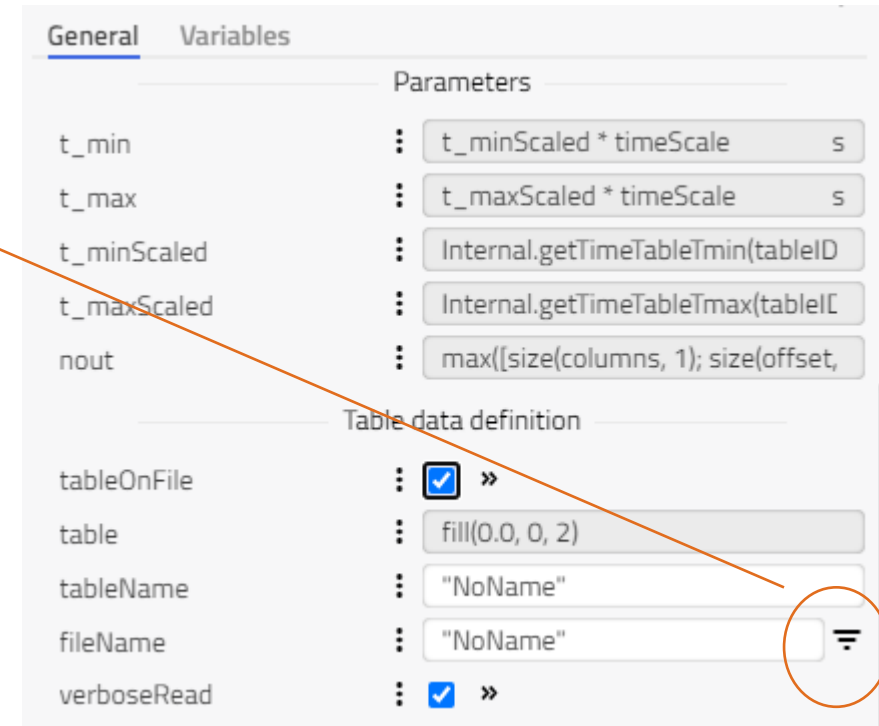 General Variables
Parameters
t_min t_minScaled * timeScale s
t_max t_maxScaled * timeScale s
t_minScaled Internal.getTimeTableTmin(tableID
t_maxScaled Internal.getTimeTableTmax(tableID
nout max([size(columns, 1); size(offset,
Table data definition
tableOnFile »
table fill(0.0, 0, 2)
tableName "NoName"
fileName "NoName"
verboseRead »